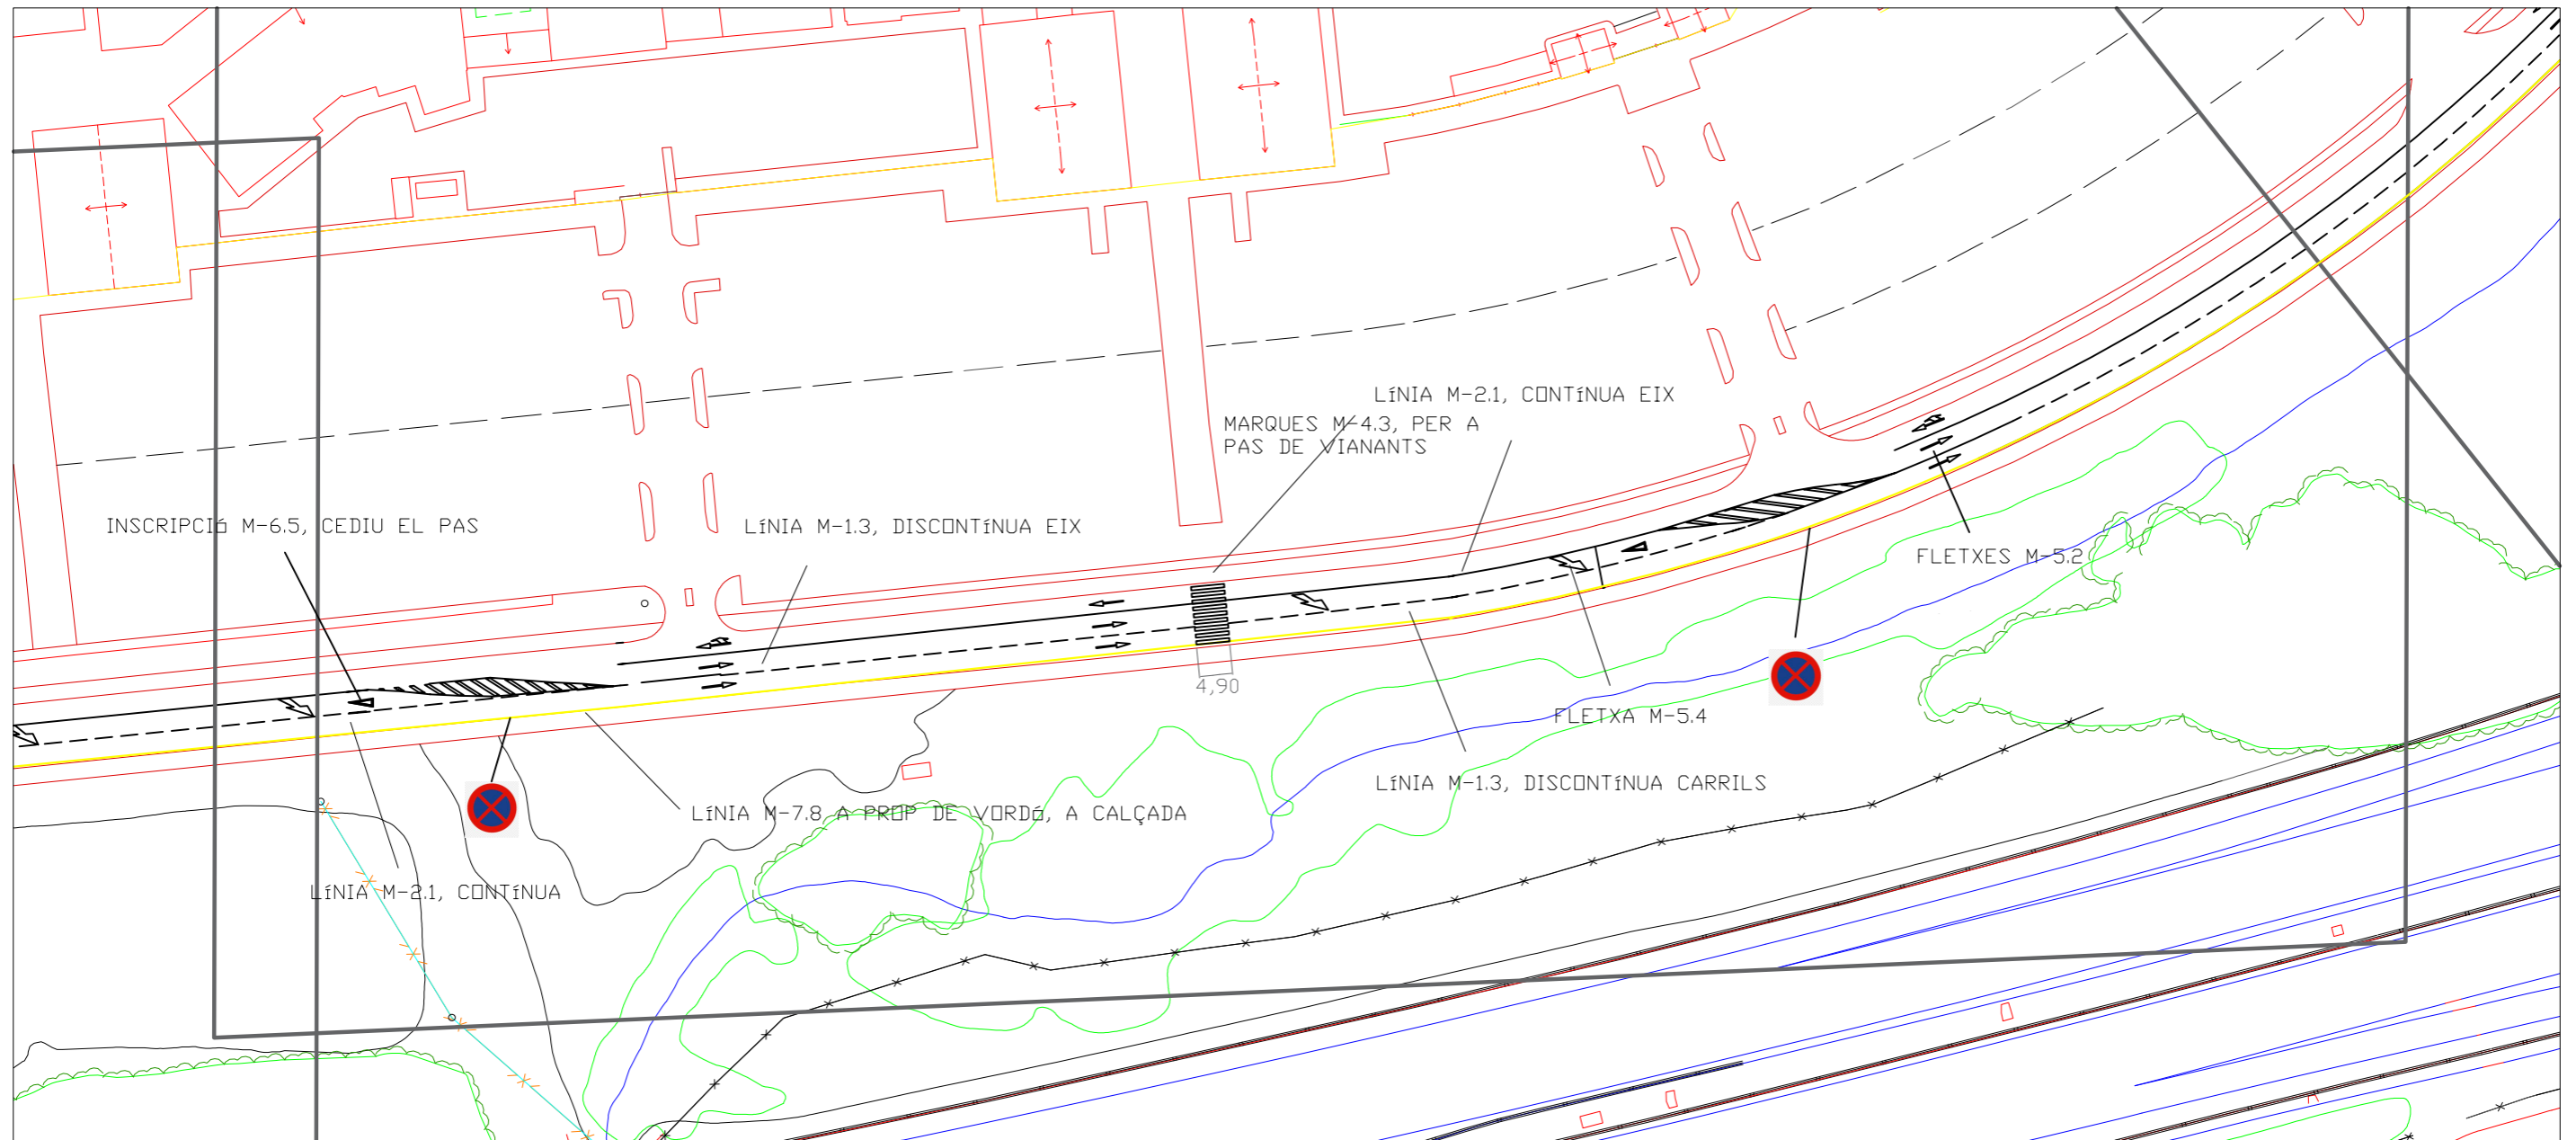 LíNIA M-2.1, CONTíNUA EIX
MARQUES M-4.3, PER A
PAS DE VIANANTS
INSCRIPCIó M-6.5, CEDIU EL PAS
LíNIA M-1.3, DISCONTíNUA EIX
FLETXES M-5.2
4,90
FLETXA M-5.4
LíNIA M-1.3, DISCONTíNUA CARRILS
LíNIA M-7.8 A PROP DE VORDó, A CALÇADA
LíNIA M-2.1, CONTíNUA